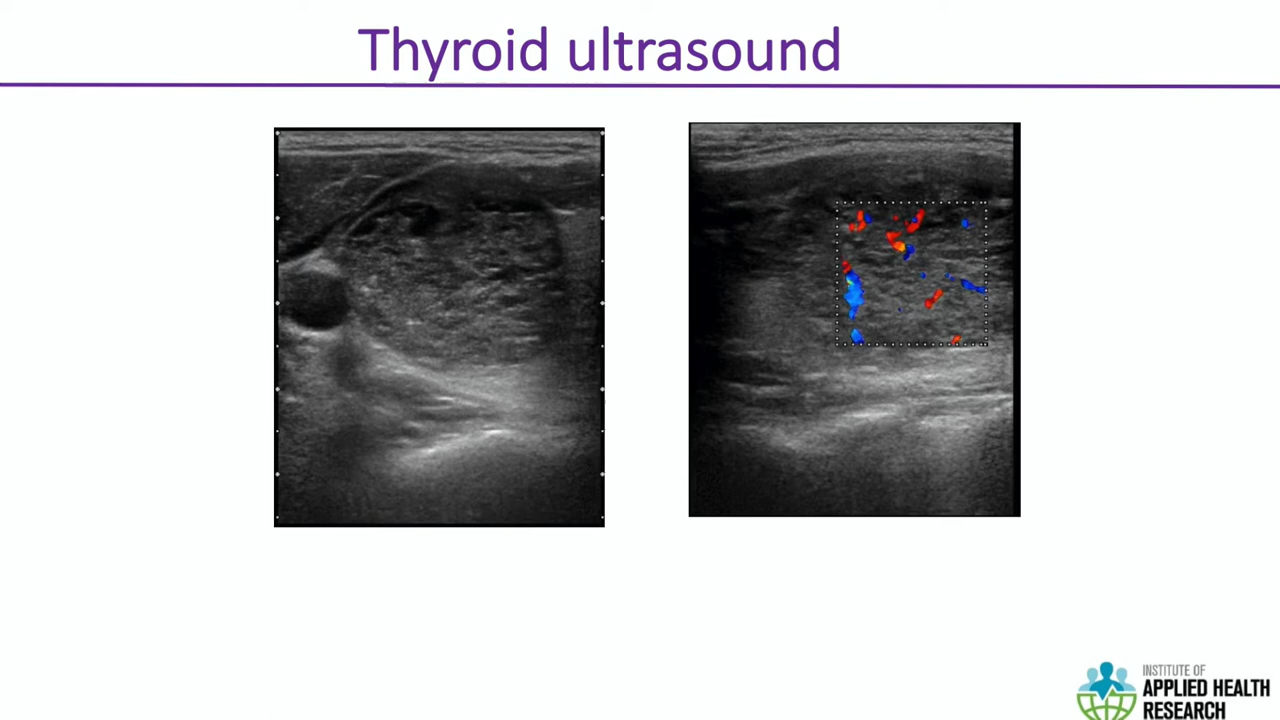 Thyroid ultrasound
INSTITUTE OF
APPLIED HEALTH
RESEARCH